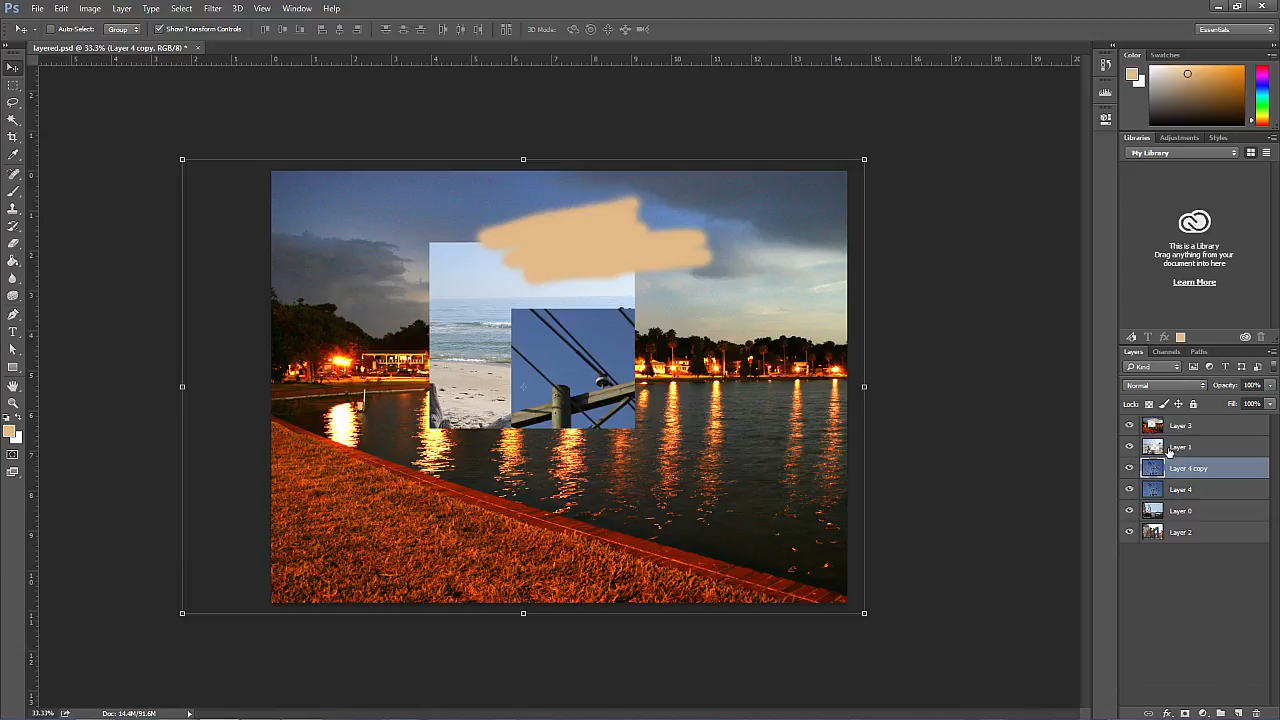 Ps File Edit Image Layer Type Select Filter 3D View Window Help
Auto-Select: Group Show Transform Controls 3D Mode: Essentials
layered.psd @ 33.3% (Layer 4 copy, RGB/8) * ×
Color Swatches
Libraries Adjustments Styles
My Library
This is a Library
Drag anything from your
document into here
Learn More
Layers Channels Paths
Kind
Normal Opacity: 100%
Lock: Fill: 100%
Layer 3
Layer 1
Layer 4 copy
Layer 4
Layer 0
Layer 2
33.33% Doc: 14.4M/91.6M